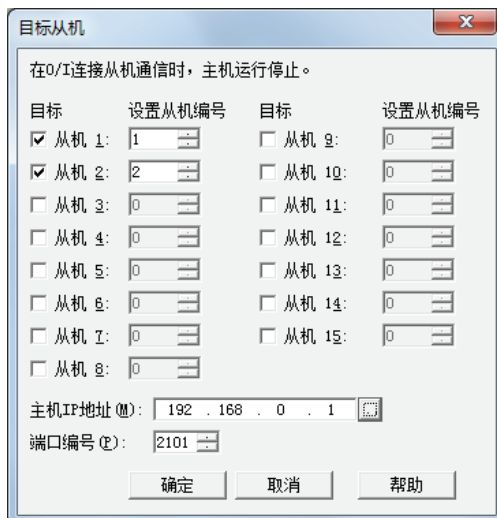 目标从机
在O/I连接从机通信时，主机运行停止。
目标 设置从机编号 目标 设置从机编号
从机 1: 1 从机 9: 0
从机 2: 2 从机 10: 0
从机 3: 0 从机 11: 0
从机 4: 0 从机 12: 0
从机 5: 0 从机 13: 0
从机 6: 0 从机 14: 0
从机 7: 0 从机 15: 0
从机 8: 0
主机IP地址(M): 192 . 168 . 0 . 1
端口编号(P): 2101
确定 取消 帮助